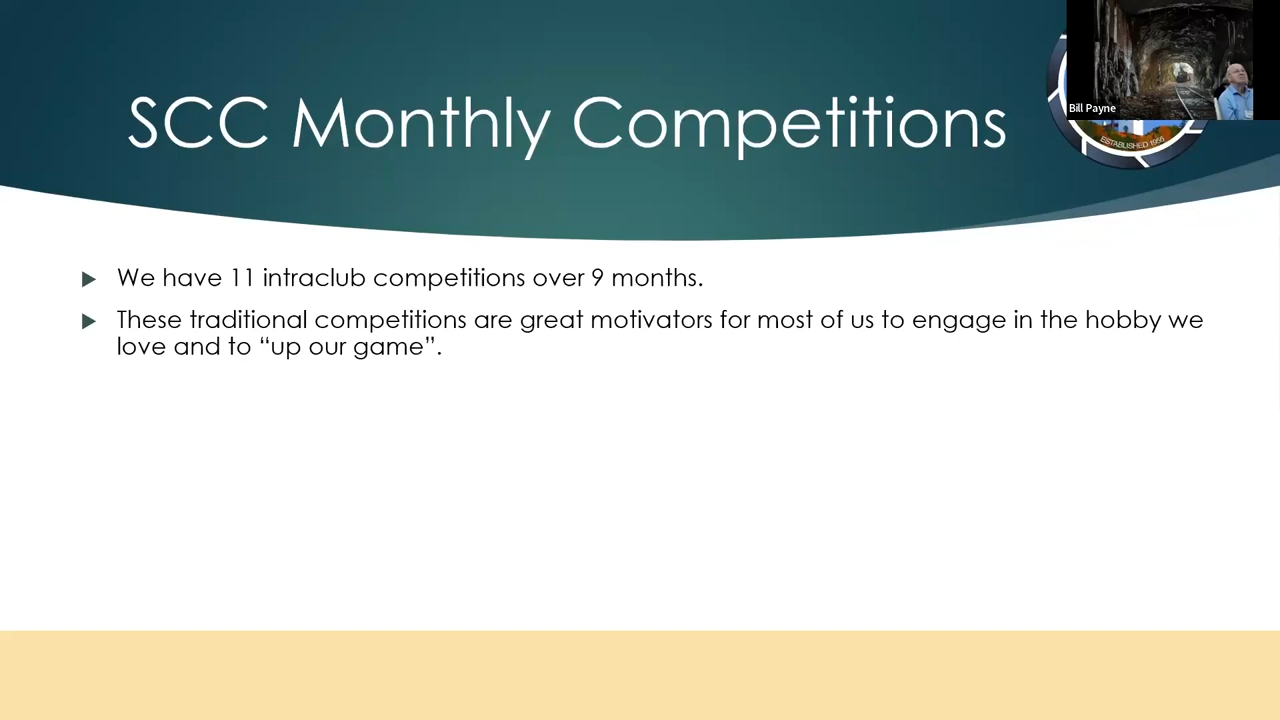 SCC Monthly Competitions
Bill Payne
ESTABLISHED
We have 11 intraclub competitions over 9 months.
These traditional competitions are great motivators for most of us to engage in the hobby we
love and to “up our game”.